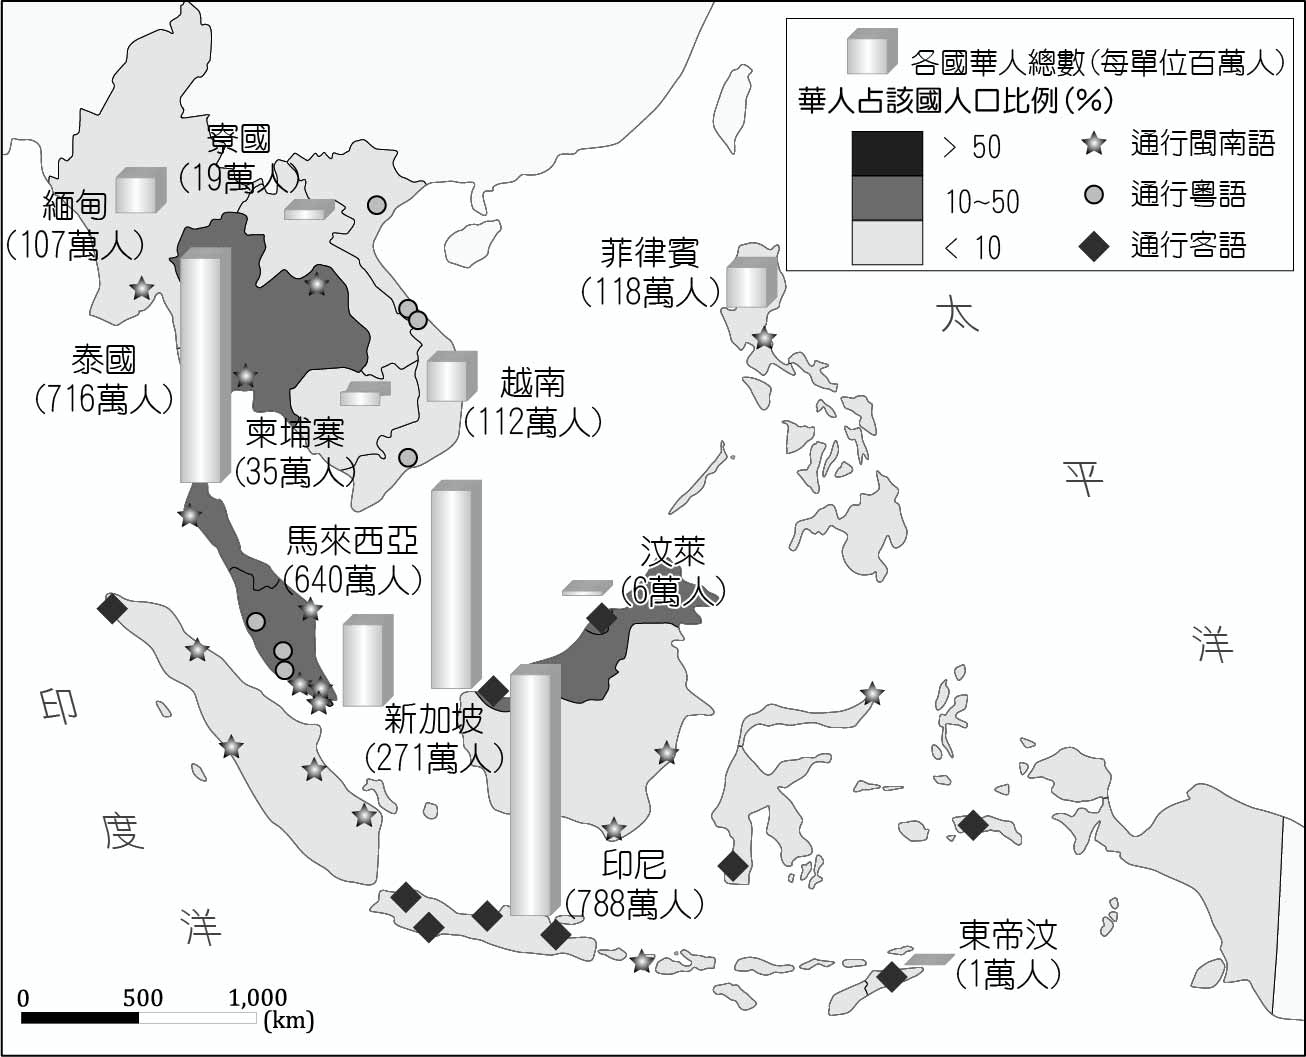 各國華人總數(每單位百萬人)
華人占該國人口比例(%)
> 50
10~50
< 10
通行閩南語
通行粵語
通行客語
寮國
(19萬人)
緬甸
(107萬人)
菲律賓
(118萬人)
泰國
(716萬人)
越南
(112萬人)
柬埔寨
(35萬人)
馬來西亞
(640萬人)
汶萊
(6萬人)
新加坡
(271萬人)
印尼
(788萬人)
東帝汶
(1萬人)
太
平
洋
印
度
洋
0 500 1,000
(km)